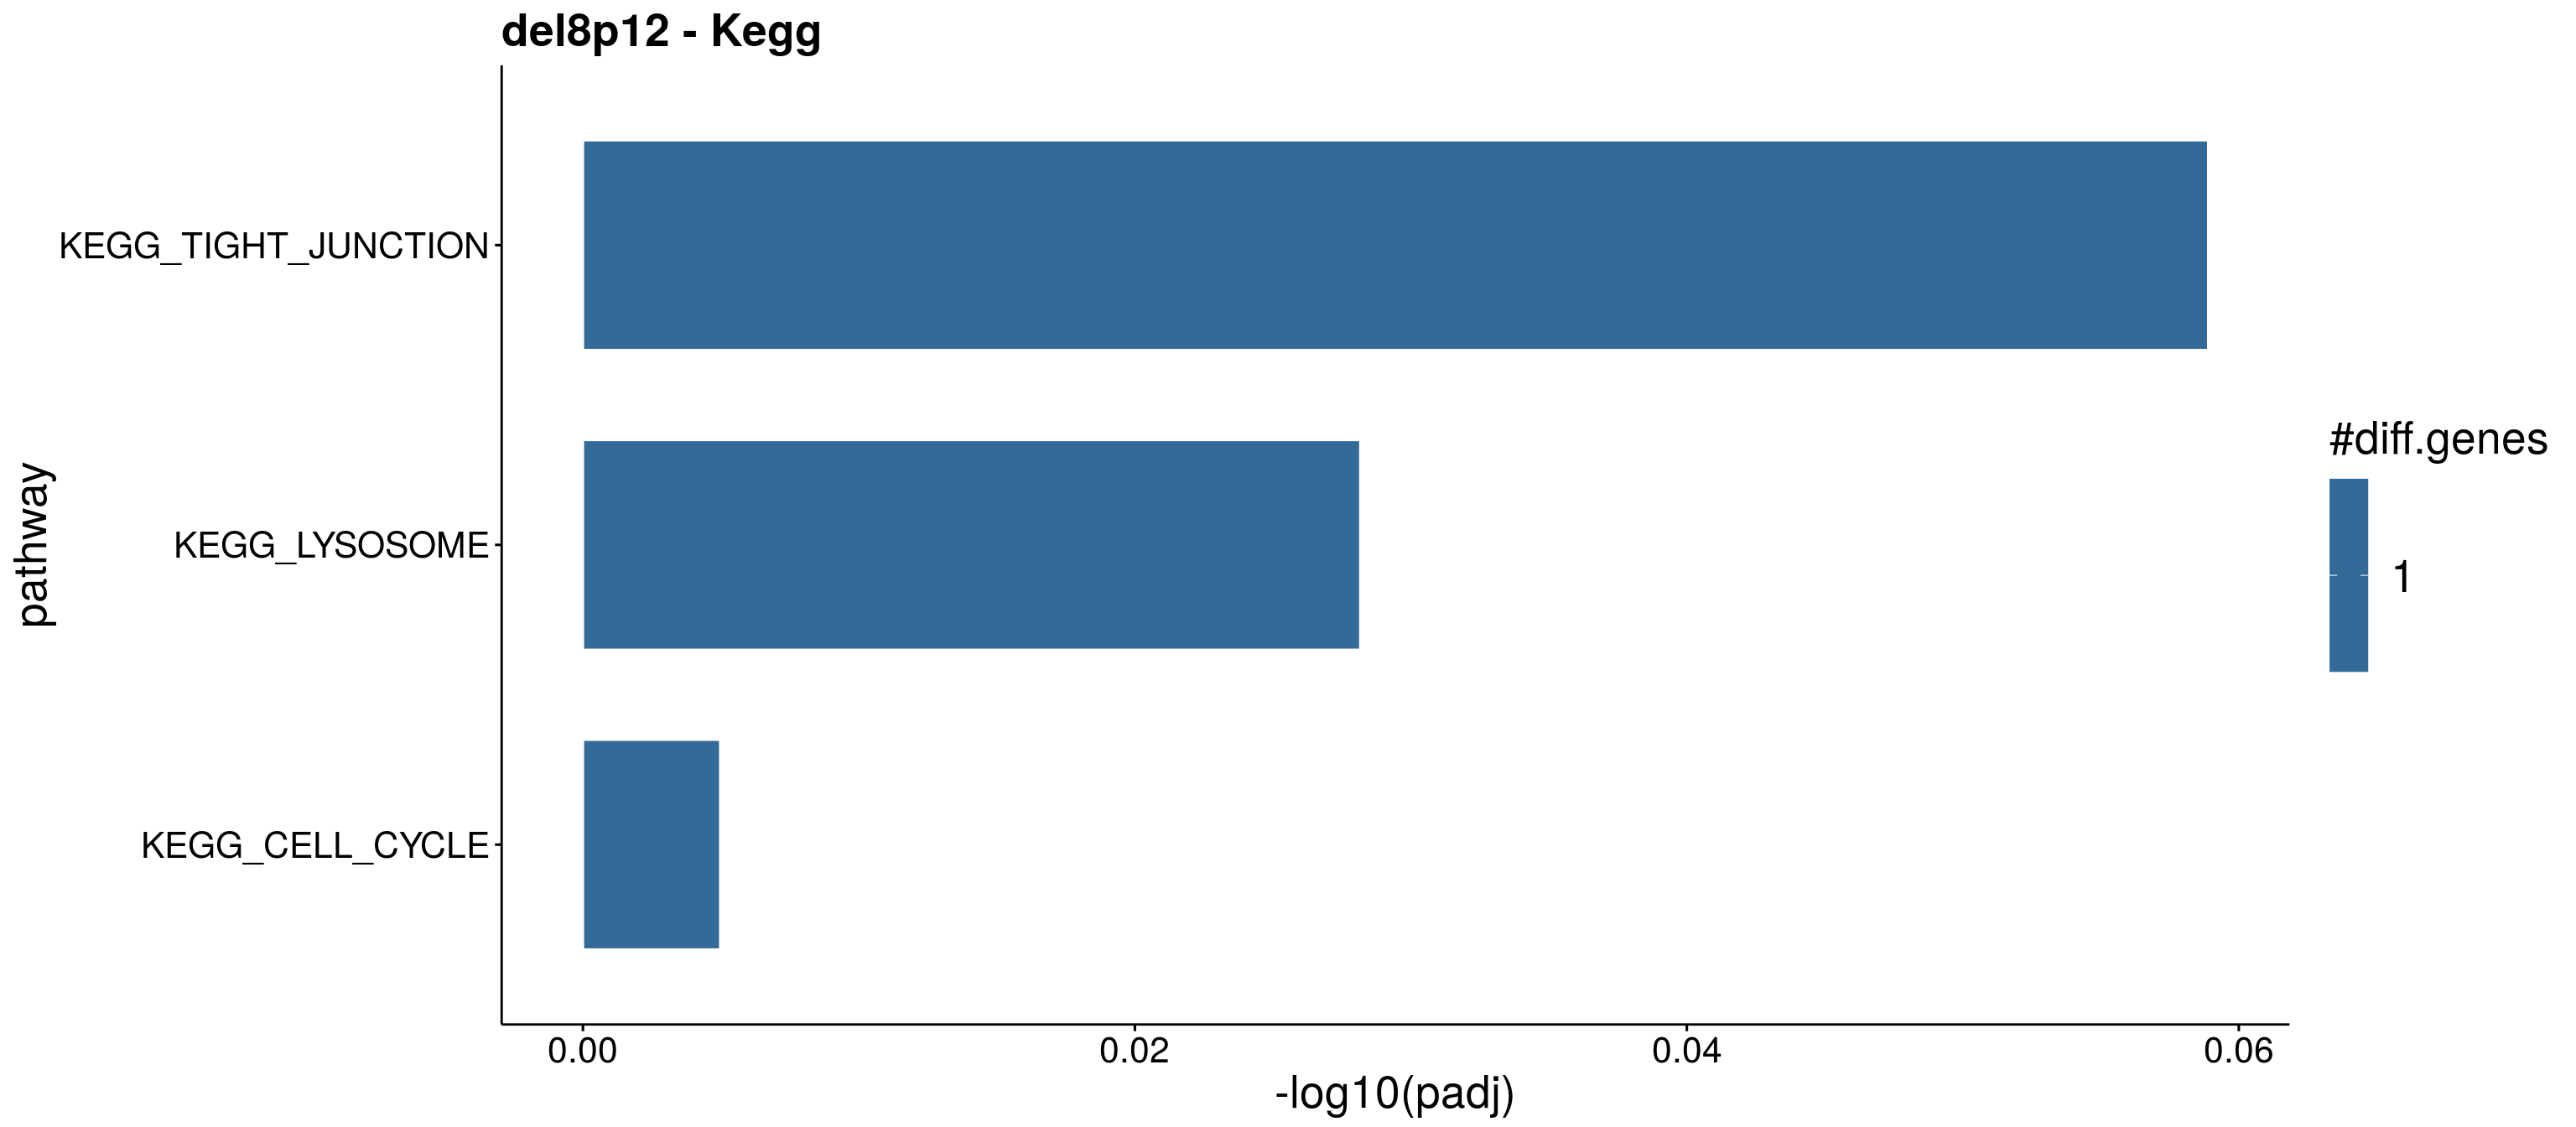 del8p12 - Kegg
pathway
KEGG_TIGHT_JUNCTION
KEGG_LYSOSOME
KEGG_CELL_CYCLE
0.00 0.02 0.04 0.06
-log10(padj)
#diff.genes
1